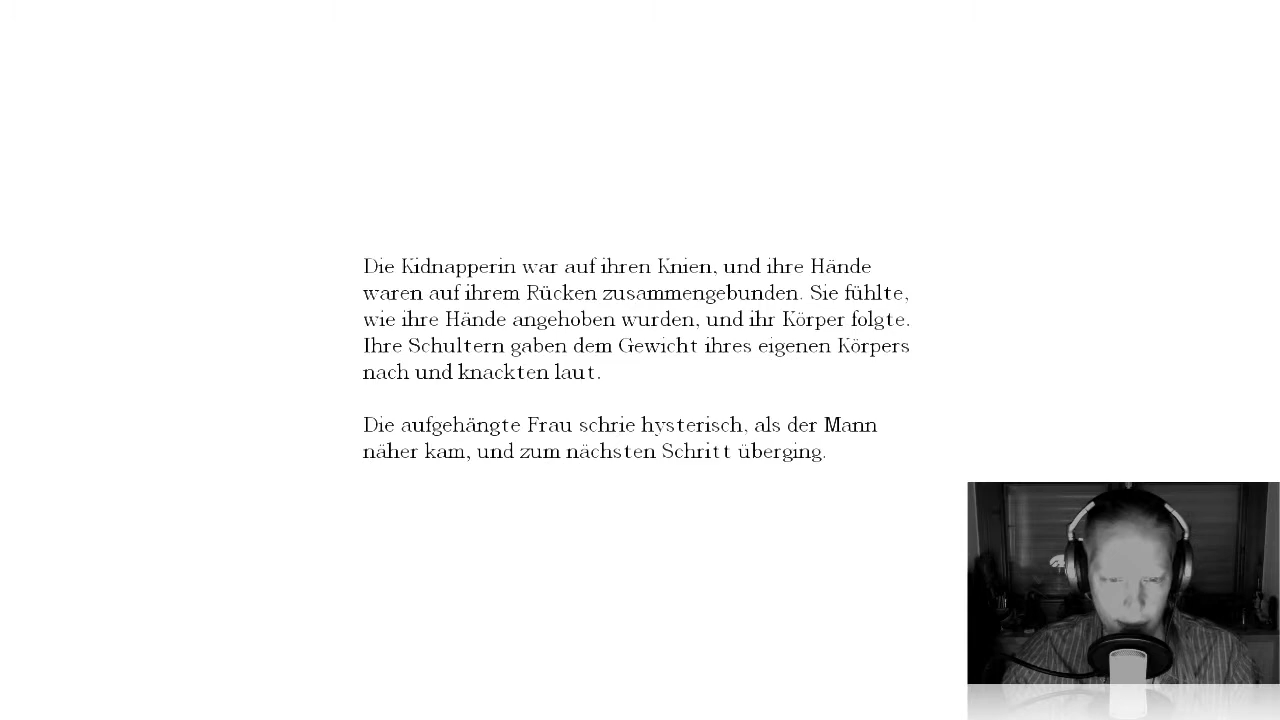 Die Kidnapperin war auf ihren Knien, und ihre Hände
waren auf ihrem Rücken zusammengebunden. Sie fühlte,
wie ihre Hände angehoben wurden, und ihr Körper folgte.
Ihre Schultern gaben dem Gewicht ihres eigenen Körpers
nach und knackten laut.
Die aufgehängte Frau schrie hysterisch, als der Mann
näher kam, und zum nächsten Schritt überging.